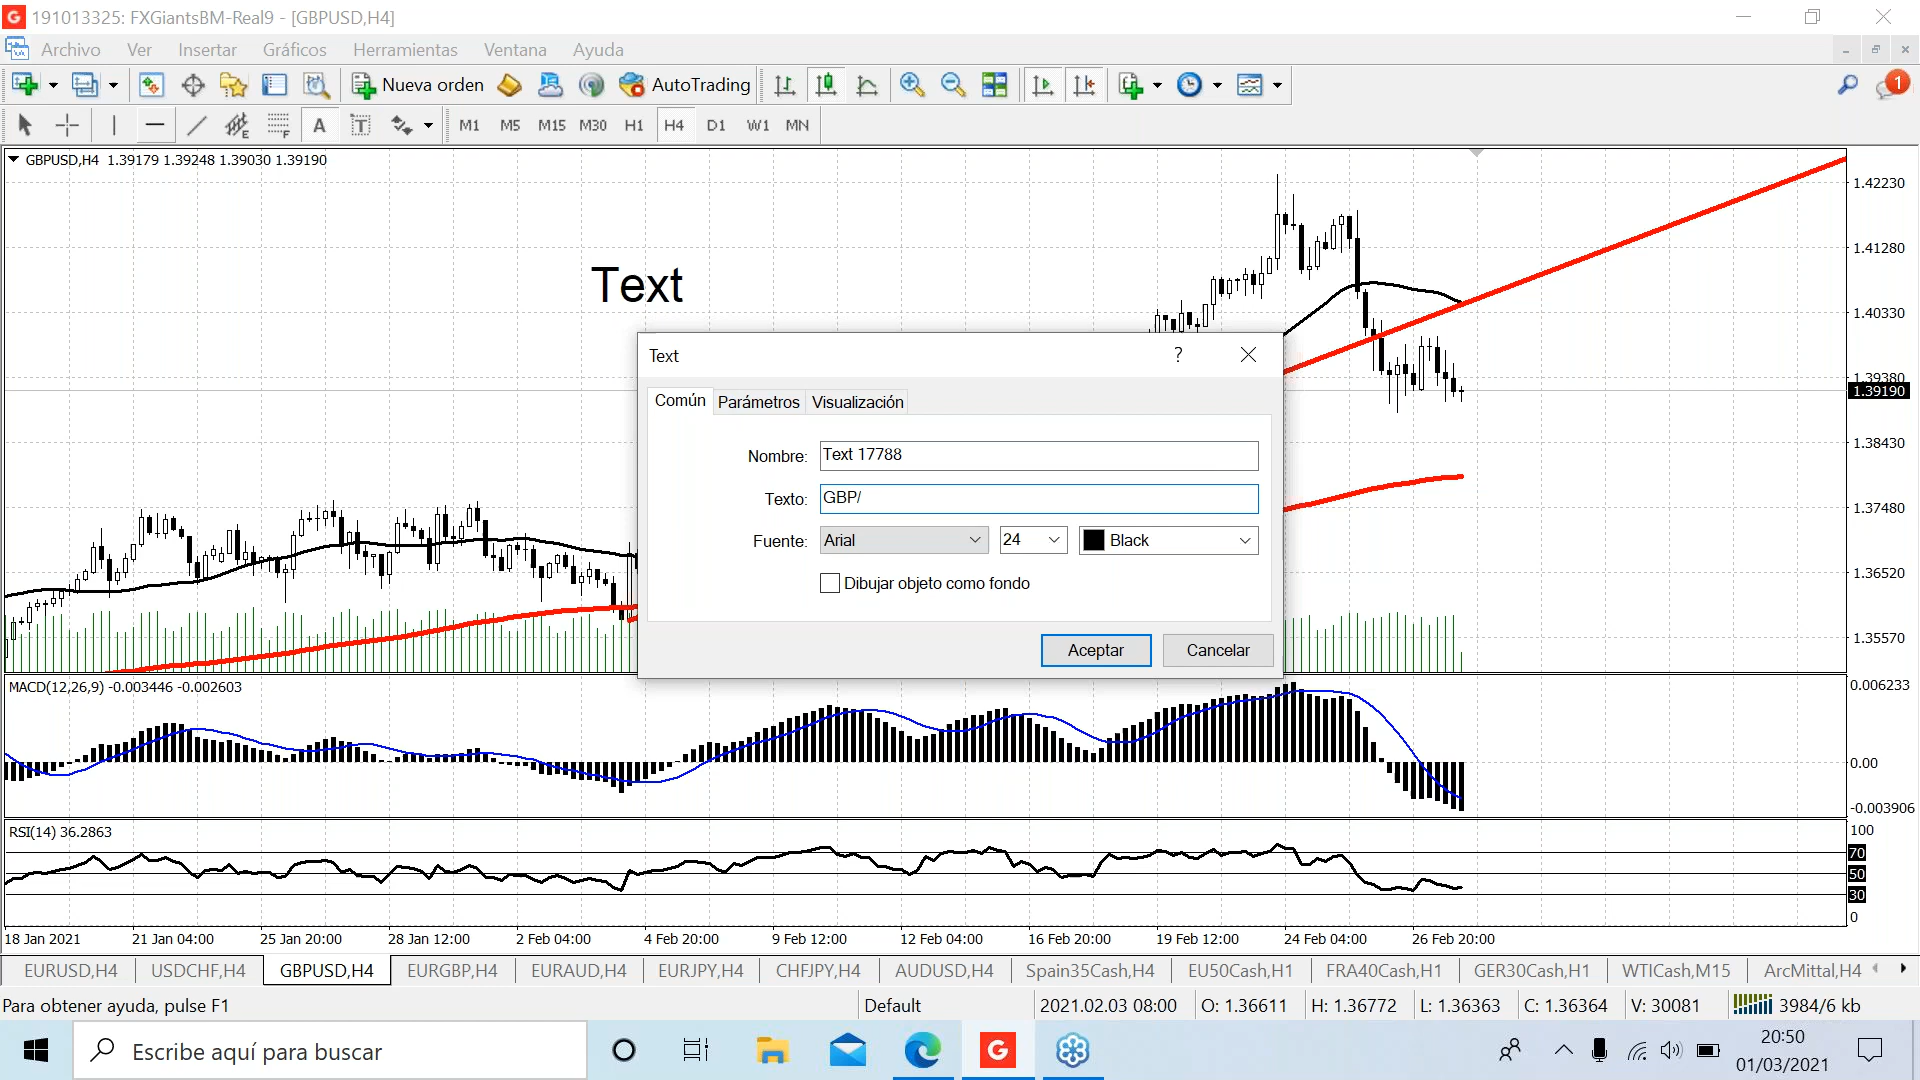 191013325: FXGiantsBM-Real9 - [GBPUSD,H4]
Archivo Ver Insertar Gráficos Herramientas Ventana Ayuda
Nueva orden AutoTrading 1
A T M1 M5 M15 M30 H1 H4 D1 W1 MN
GBPUSD,H4 1.39179 1.39248 1.39030 1.39190
1.42230
1.41280
Text
1.40330
1.39380
1.39190
1.38430
1.37480
1.36520
1.35570
Text ?
Común Parámetros Visualización
Nombre: Text 17788
Texto: GBP/
Fuente: Arial 24 Black
Dibujar objeto como fondo
Aceptar Cancelar
MACD(12,26,9) -0.003446 -0.002603
0.006233
0.00
-0.003906
RSI(14) 36.2863
100
70
50
30
0
18 Jan 2021 21 Jan 04:00 25 Jan 20:00 28 Jan 12:00 2 Feb 04:00 4 Feb 20:00 9 Feb 12:00 12 Feb 04:00 16 Feb 20:00 19 Feb 12:00 24 Feb 04:00 26 Feb 20:00
EURUSD,H4 USDCHF,H4 GBPUSD,H4 EURGBP,H4 EURAUD,H4 EURJPY,H4 CHFJPY,H4 AUDUSD,H4 Spain35Cash,H4 EU50Cash,H1 FRA40Cash,H1 GER30Cash,H1 WTICash,M15 ArcMittal,H4
Para obtener ayuda, pulse F1 Default 2021.02.03 08:00 O: 1.36611 H: 1.36772 L: 1.36363 C: 1.36364 V: 30081 3984/6 kb
Escribe aquí para buscar
20:50
01/03/2021